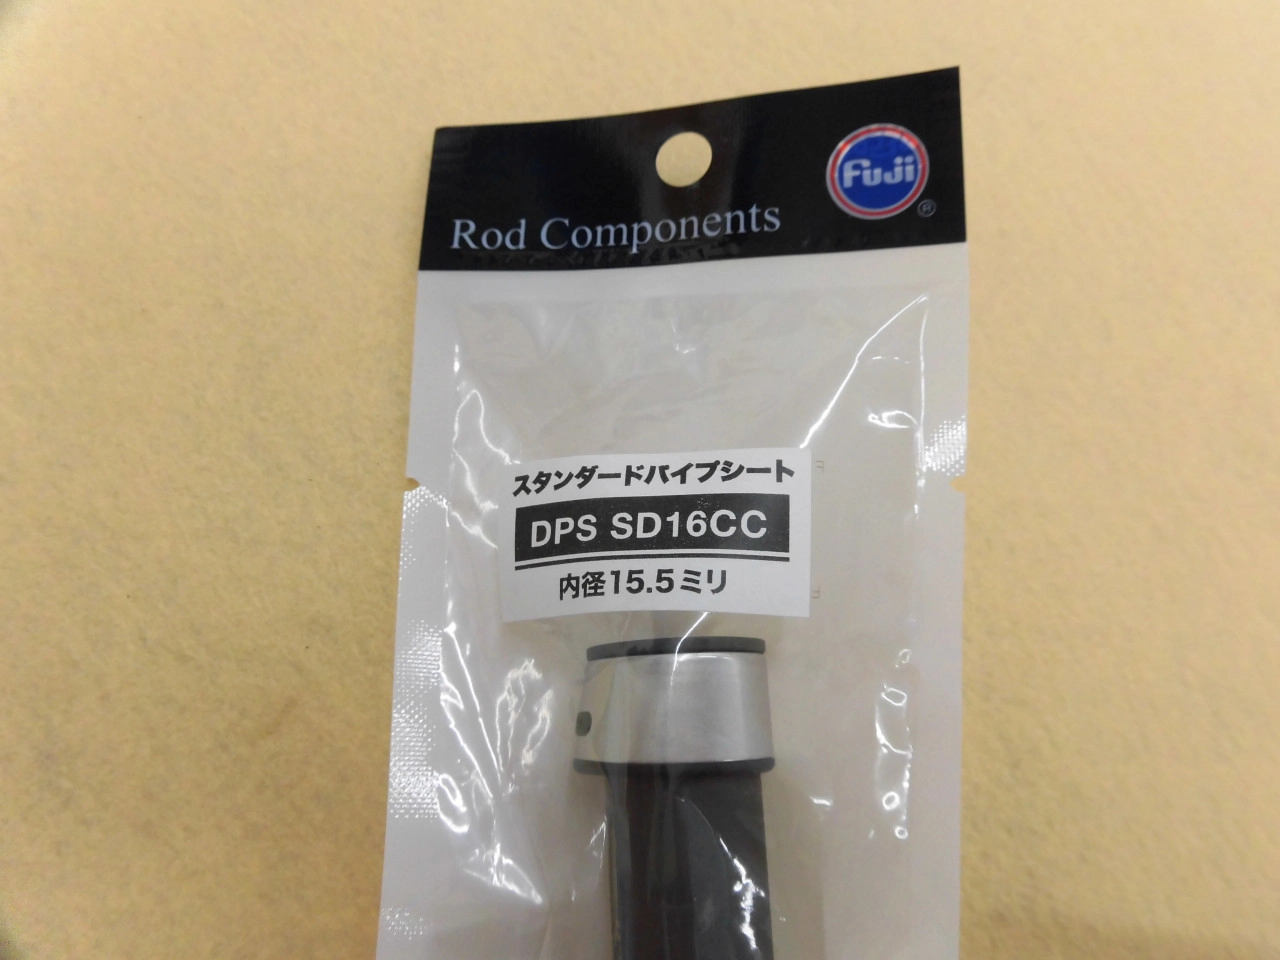 Fuji
®
Rod Components
スタンダードパイプシート
DPS SD16CC
内径15.5ミリ